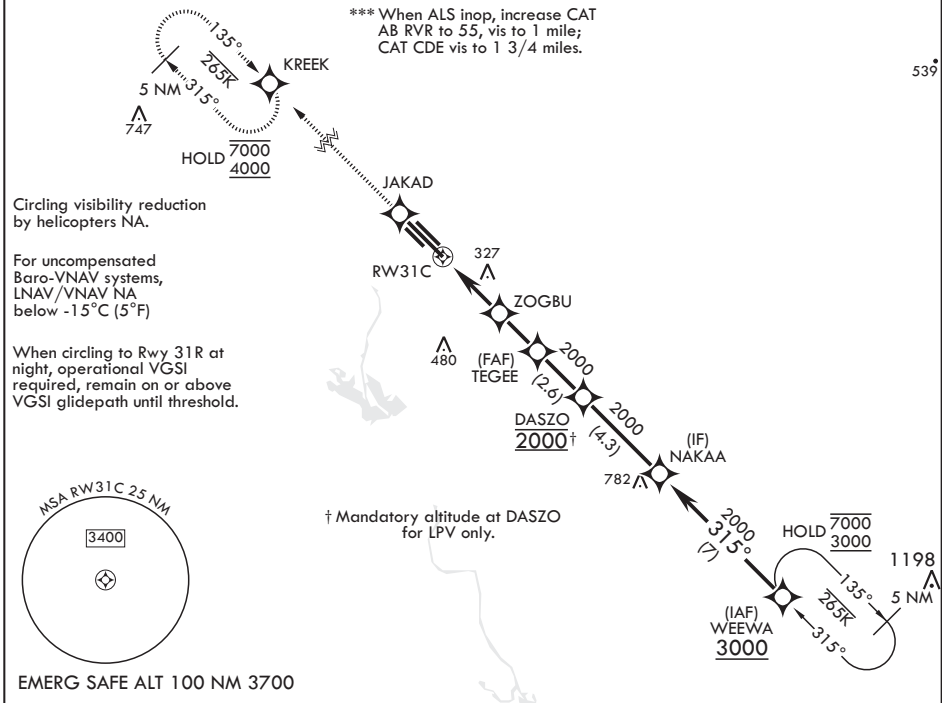 *** When ALS inop, increase CAT
AB RVR to 55, vis to 1 mile;
CAT CDE vis to 1 3/4 miles.
135°
265K
315°
5 NM
KREEK
747
HOLD 7000
4000
539
JAKAD
RW31C
Circling visibility reduction
by helicopters NA.
For uncompensated
Baro-VNAV systems,
LNAV/VNAV NA
below -15°C (5°F)
When circling to Rwy 31R at
night, operational VGSI
required, remain on or above
VGSI glidepath until threshold.
327
ZOGBU
480
(FAF)
TEGEE
2000
(2.6)
DASZO
2000†
2000
(4.3)
(IF)
NAKAA
782
† Mandatory altitude at DASZO
for LPV only.
2000
315°
(7)
HOLD 7000
3000
1198
135°
265K
315°
5 NM
(IAF)
WEEWA
3000
MSA RW31C 25 NM
3400
EMERG SAFE ALT 100 NM 3700